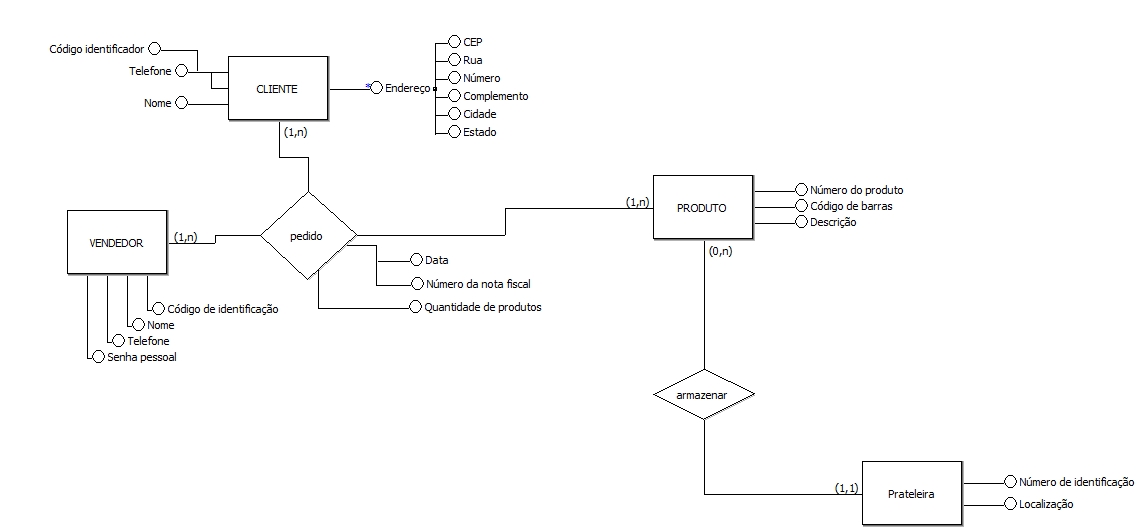 Código identificador
Telefone
Nome
CLIENTE
Endereço
CEP
Rua
Número
Complemento
Cidade
Estado
(1,n)
pedido
VENDEDOR
(1,n)
Código de identificação
Nome
Telefone
Senha pessoal
Data
Número da nota fiscal
Quantidade de produtos
(1,n)
PRODUTO
Número do produto
Código de barras
Descrição
(0,n)
armazenar
(1,1)
Prateleira
Número de identificação
Localização